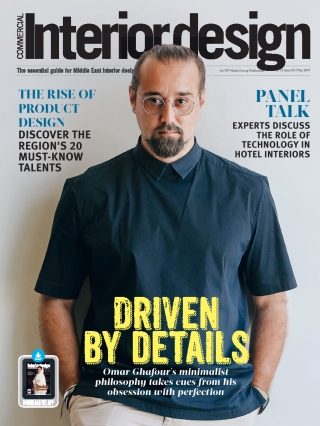 COMMERCIAL
Interior design
The essential guide for Middle East interior desig
THE RISE OF
PRODUCT
DESIGN
DISCOVER THE
REGION'S 20
MUST-KNOW
TALENTS
PANEL
TALK
EXPERTS DISCUSS
THE ROLE OF
TECHNOLOGY IN
HOTEL INTERIORS
DRIVEN
BY DETAILS
Omar Ghafour's minimalist
philosophy takes cues from his
obsession with perfection